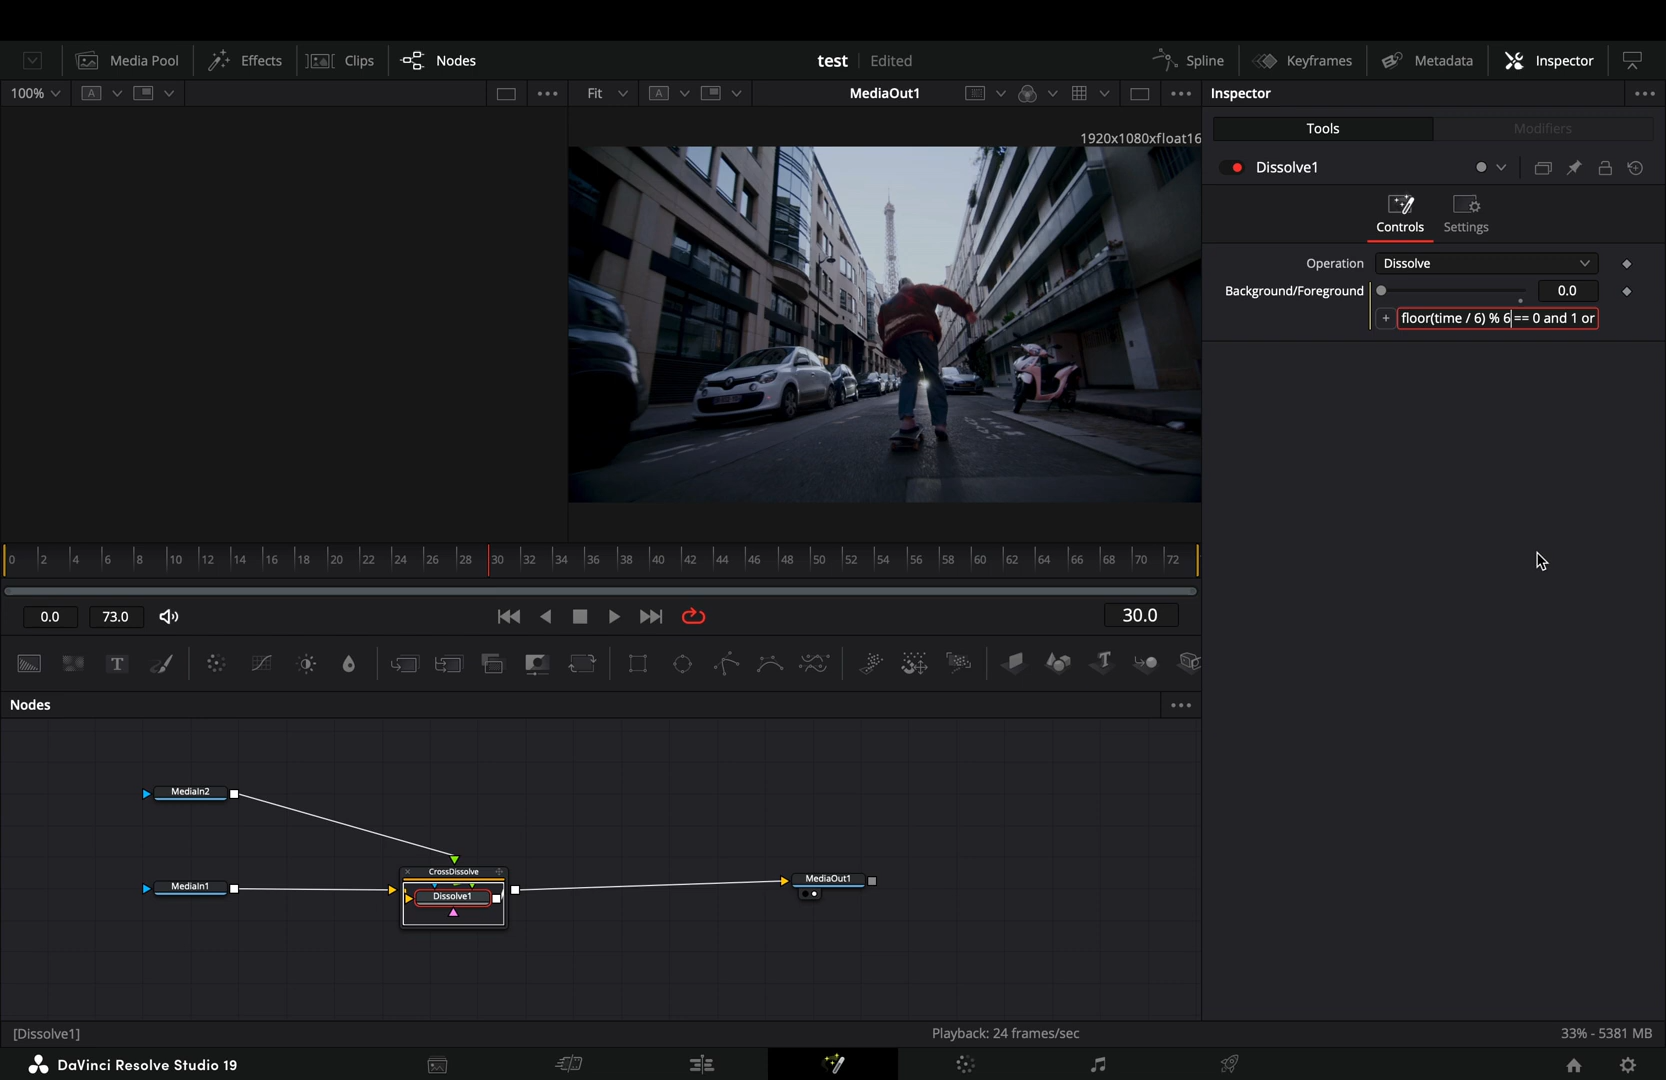 Media Pool Effects Clips Nodes test Edited Spline Keyframes Metadata Inspector
100% A Fit A MediaOut1 Inspector
Tools Modifiers
1920x1080xfloat16
Dissolve1
Controls Settings
Operation Dissolve
Background/Foreground 0.0
floor(time / 6) % 6 == 0 and 1 or
0 2 4 6 8 10 12 14 16 18 20 22 24 26 28 30 32 34 36 38 40 42 44 46 48 50 52 54 56 58 60 62 64 66 68 70 72
0.0 73.0 30.0
T T
Nodes
MediaIn2
CrossDissolve
MediaIn1 Dissolve1 MediaOut1
[Dissolve1] Playback: 24 frames/sec 33% - 5381 MB
DaVinci Resolve Studio 19